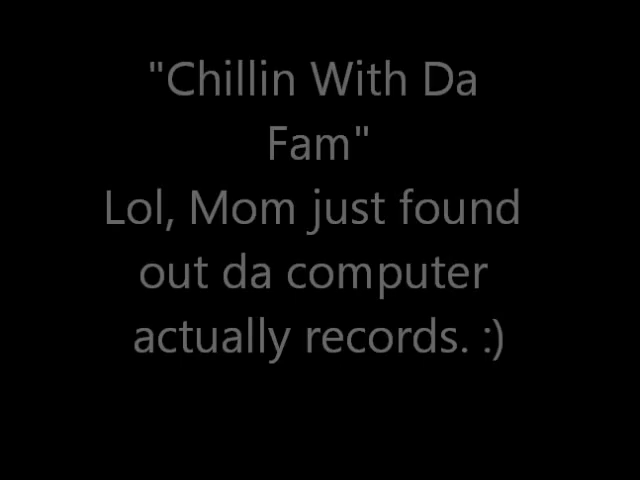 "Chillin With Da
Fam"
Lol, Mom just found
out da computer
actually records. :)